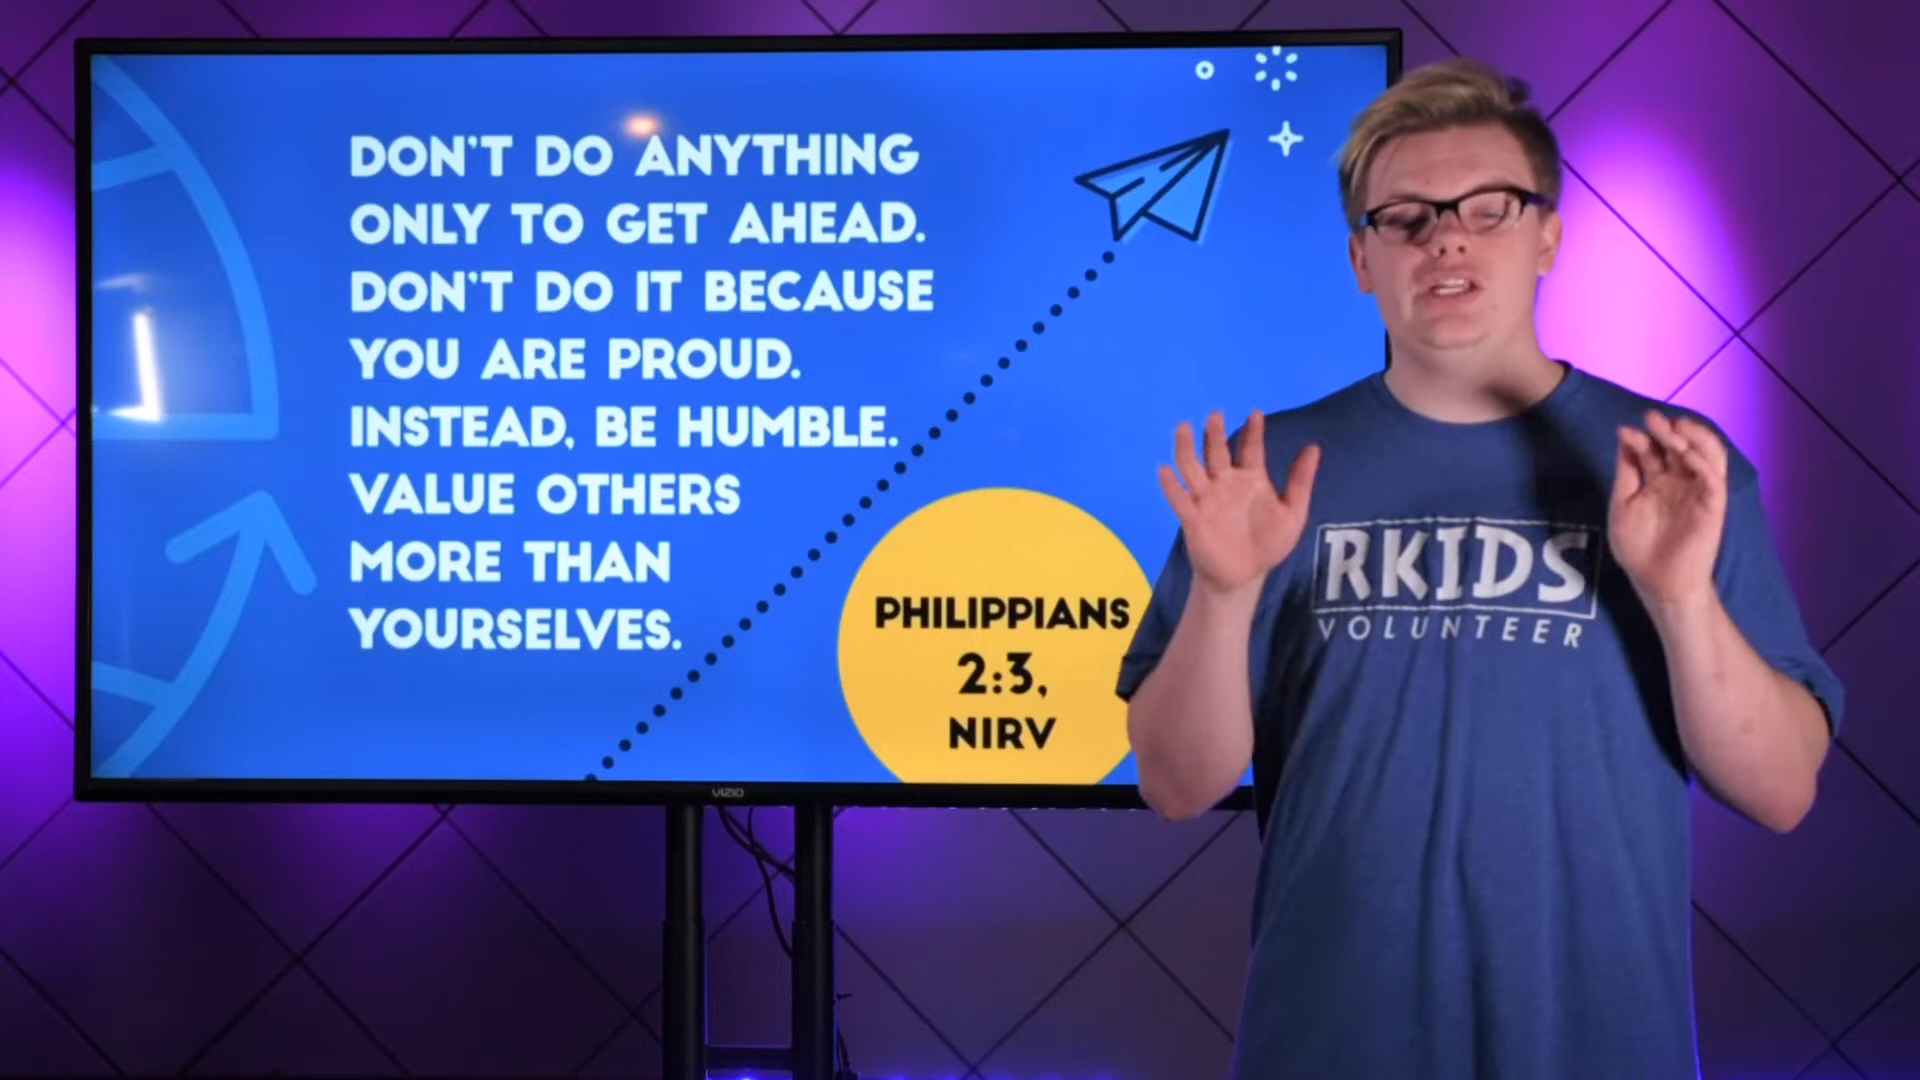 DON'T DO ANYTHING
ONLY TO GET AHEAD.
DON'T DO IT BECAUSE
YOU ARE PROUD.
INSTEAD, BE HUMBLE.
VALUE OTHERS
MORE THAN
YOURSELVES.
PHILIPPIANS
2:3,
NIRV
VIZIO
RKIDS
VOLUNTEER